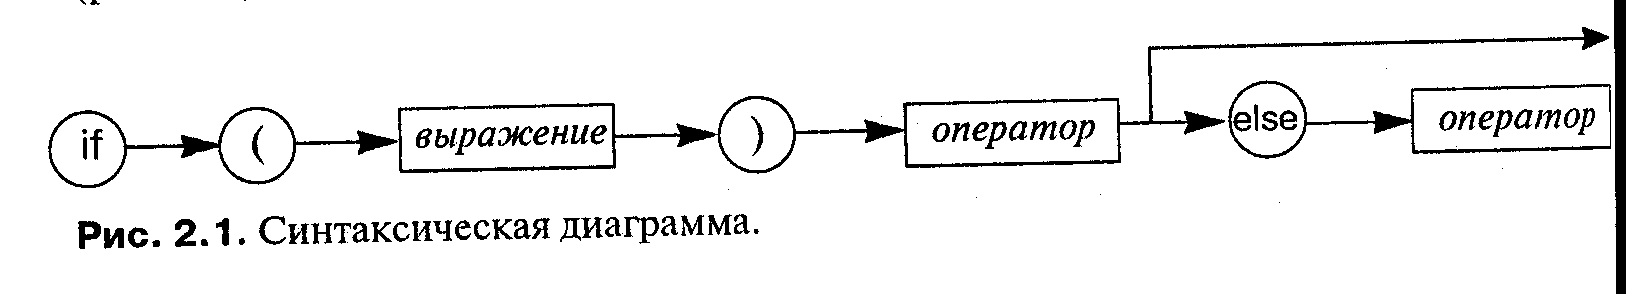 if ( выражение ) оператор else оператор
Рис. 2.1. Синтаксическая диаграмма.